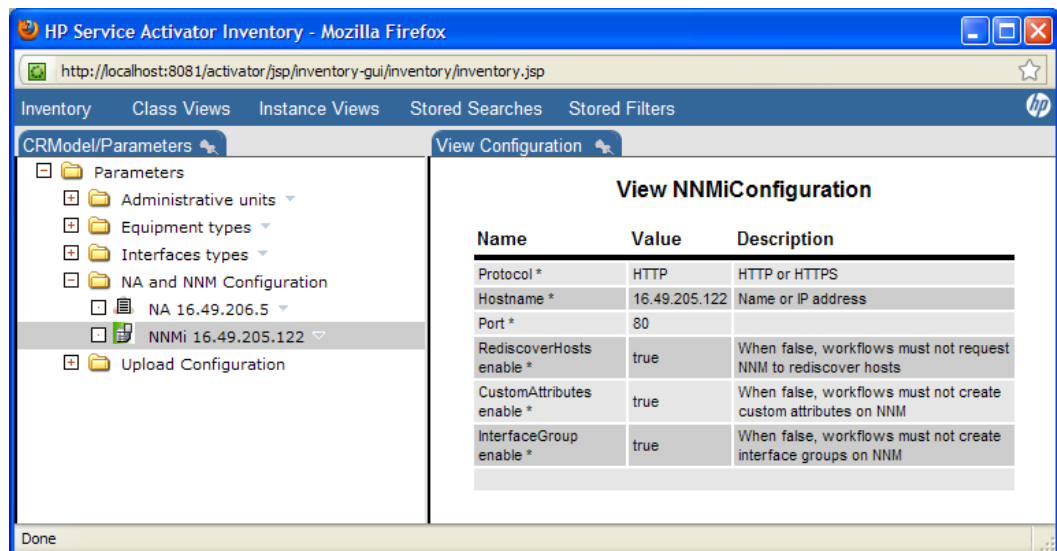 HP Service Activator Inventory - Mozilla Firefox
http://localhost:8081/activator/jsp/inventory-gui/inventory/inventory.jsp
Inventory Class Views Instance Views Stored Searches Stored Filters hp
CRModel/Parameters
Parameters
Administrative units
Equipment types
Interfaces types
NA and NNM Configuration
NA 16.49.206.5
NNMi 16.49.205.122
Upload Configuration
View Configuration
View NNMiConfiguration
Name Value Description
Protocol * HTTP HTTP or HTTPS
Hostname * 16.49.205.122 Name or IP address
Port * 80
RediscoverHosts
enable * true When false, workflows must not request
NNM to rediscover hosts
CustomAttributes
enable * true When false, workflows must not create
custom attributes on NNM
InterfaceGroup
enable * true When false, workflows must not create
interface groups on NNM
Done